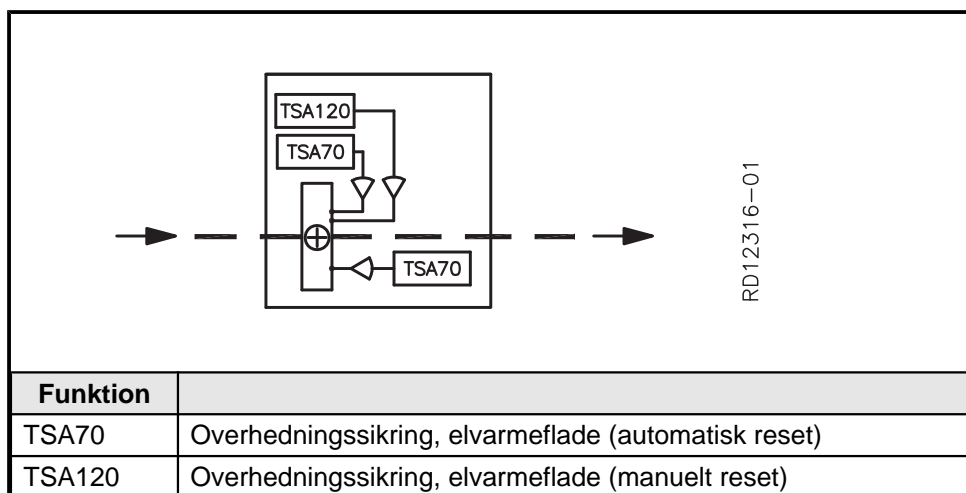 TSA120
TSA70
TSA70
RD12316-01
Funktion
TSA70 Overhedningssikring, elvarmeflade (automatisk reset)
TSA120 Overhedningssikring, elvarmeflade (manuelt reset)